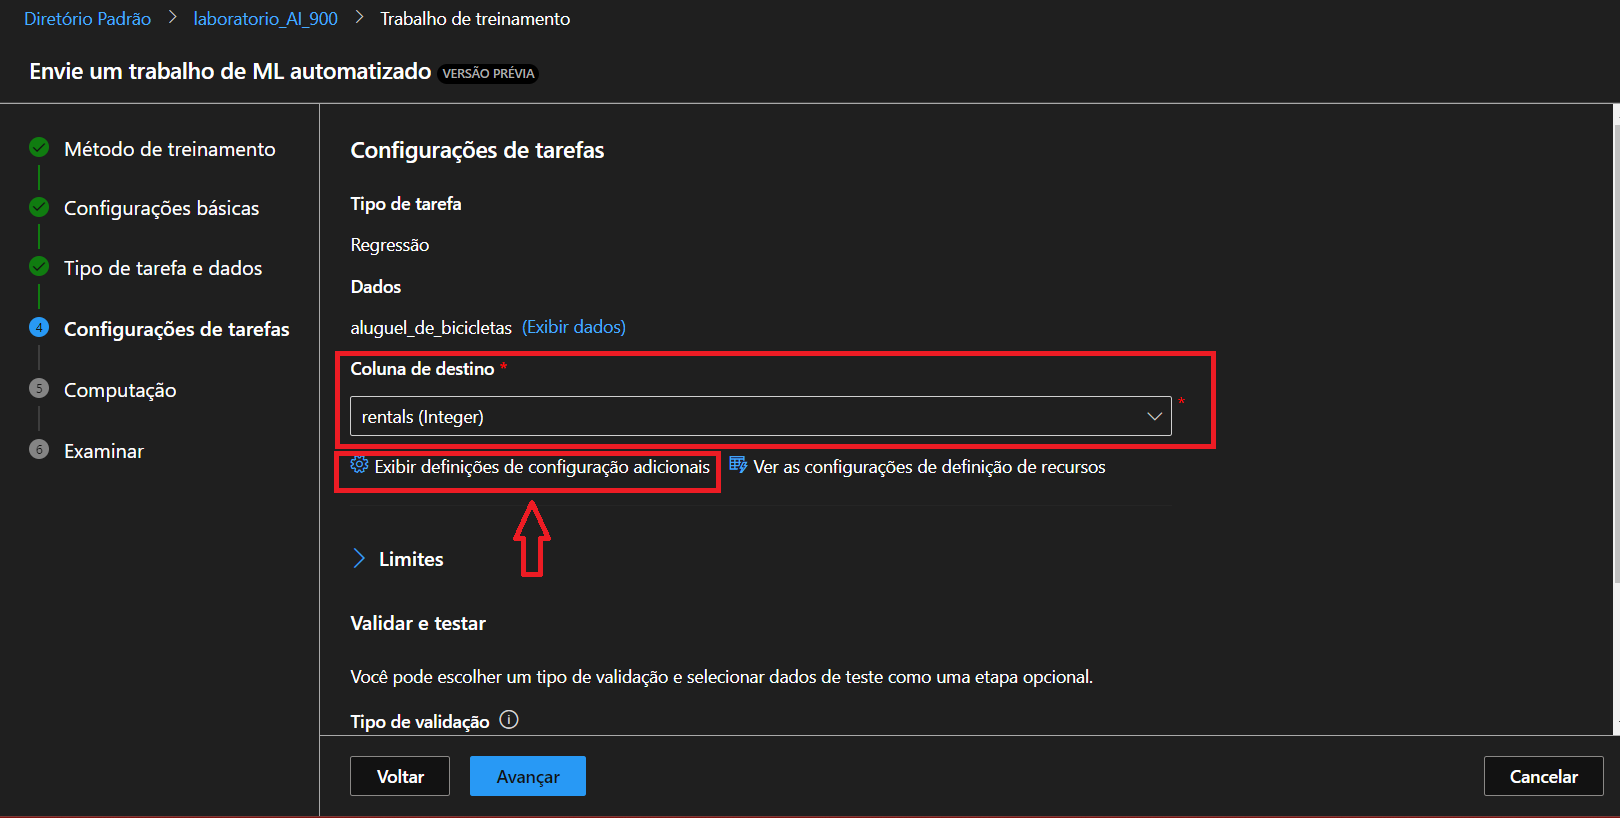 Diretório Padrão > laboratorio_AI_900 > Trabalho de treinamento
Envie um trabalho de ML automatizado VERSÃO PRÉVIA
Método de treinamento
Configurações básicas
Tipo de tarefa e dados
4 Configurações de tarefas
5 Computação
6 Examinar
Configurações de tarefas
Tipo de tarefa
Regressão
Dados
aluguel_de_bicicletas (Exibir dados)
Coluna de destino *
rentals (Integer) *
Exibir definições de configuração adicionais Ver as configurações de definição de recursos
Limites
Validar e testar
Você pode escolher um tipo de validação e selecionar dados de teste como uma etapa opcional.
Tipo de validação
Voltar Avançar Cancelar